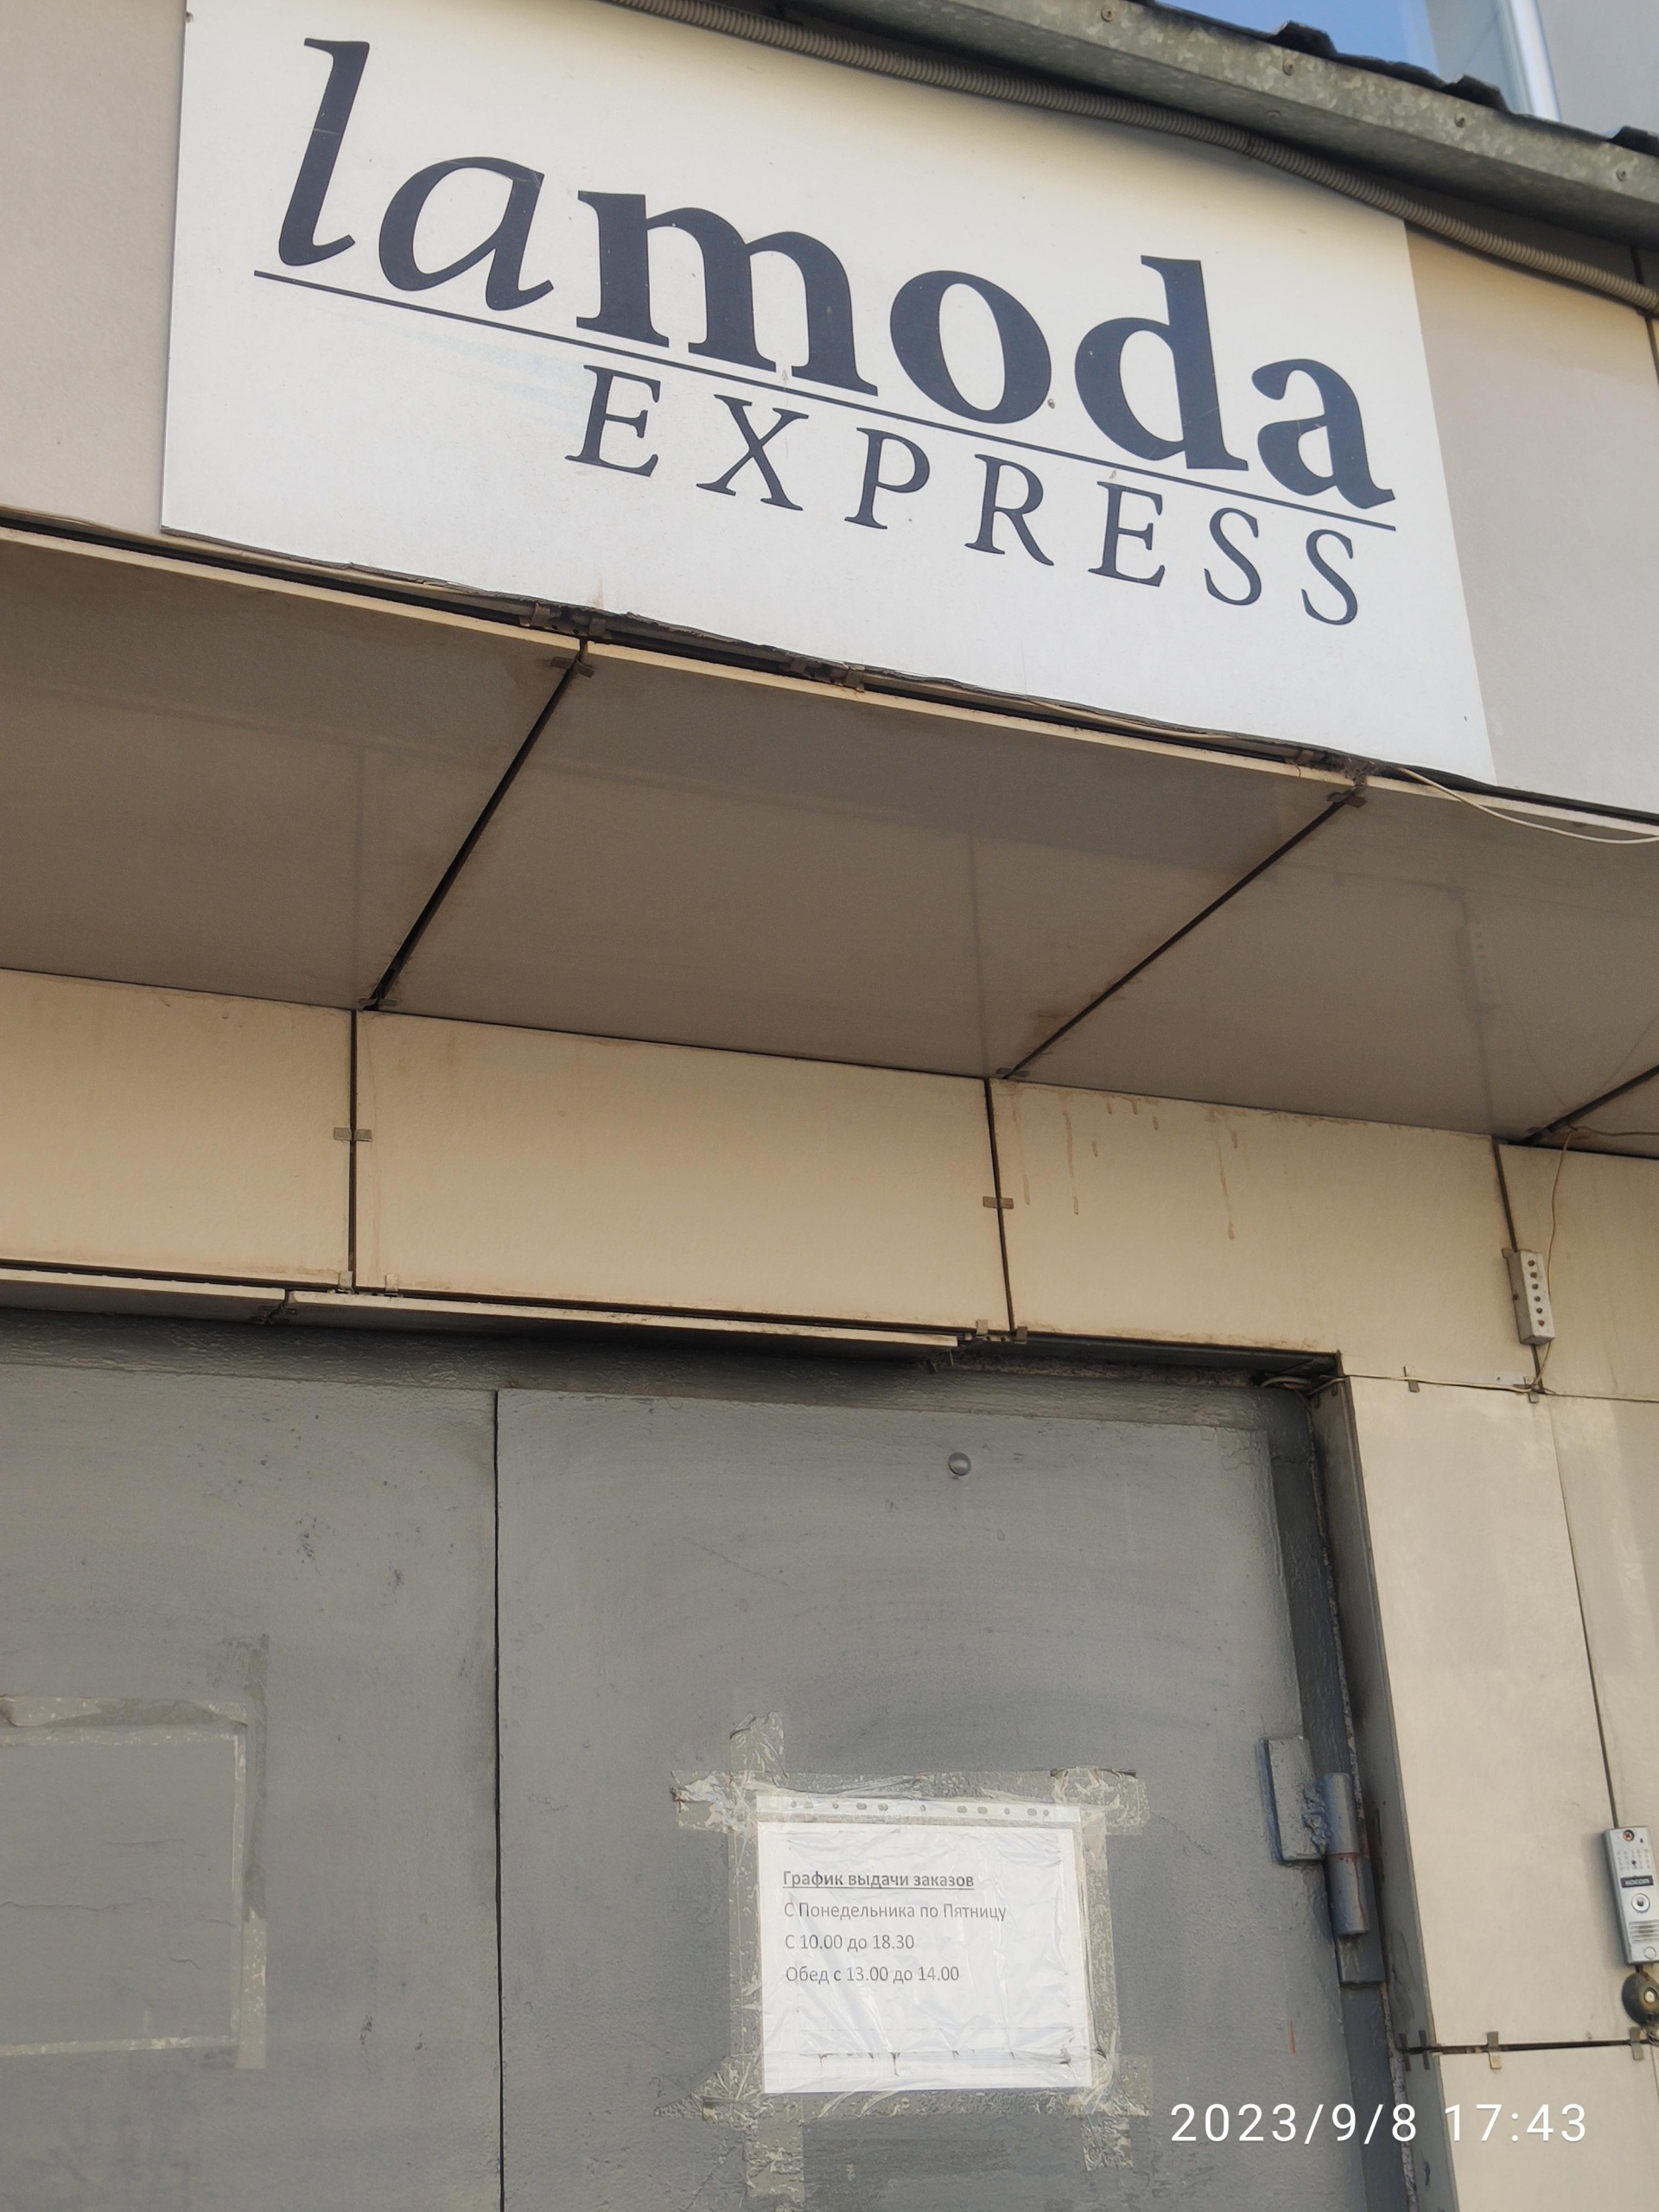 lamoda
EXPRESS
График выдачи заказов
С Понедельника по Пятницу
С 10.00 до 18.30
Обед с 13.00 до 14.00
KOCOM
2023/9/8 17:43